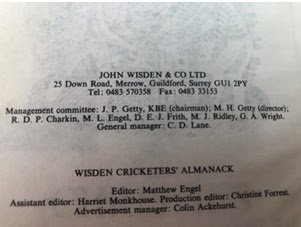 JOHN WISDEN & CO LTD
25 Down Road, Merrow, Guildford, Surrey GU1 2PY
Tel: 0483 570358 Fax: 0483 33153
Management committee: J. P. Getty, KBE (chairman); M. H. Getty (director);
R. D. P. Charkin, M. L. Engel, D. E. J. Frith, M. J. Ridley, G. A. Wright.
General manager: C. D. Lane.
WISDEN CRICKETERS' ALMANACK
Editor: Matthew Engel
Assistant editor: Harriet Monkhouse. Production editor: Christine Forrest.
Advertisement manager: Colin Ackehurst.